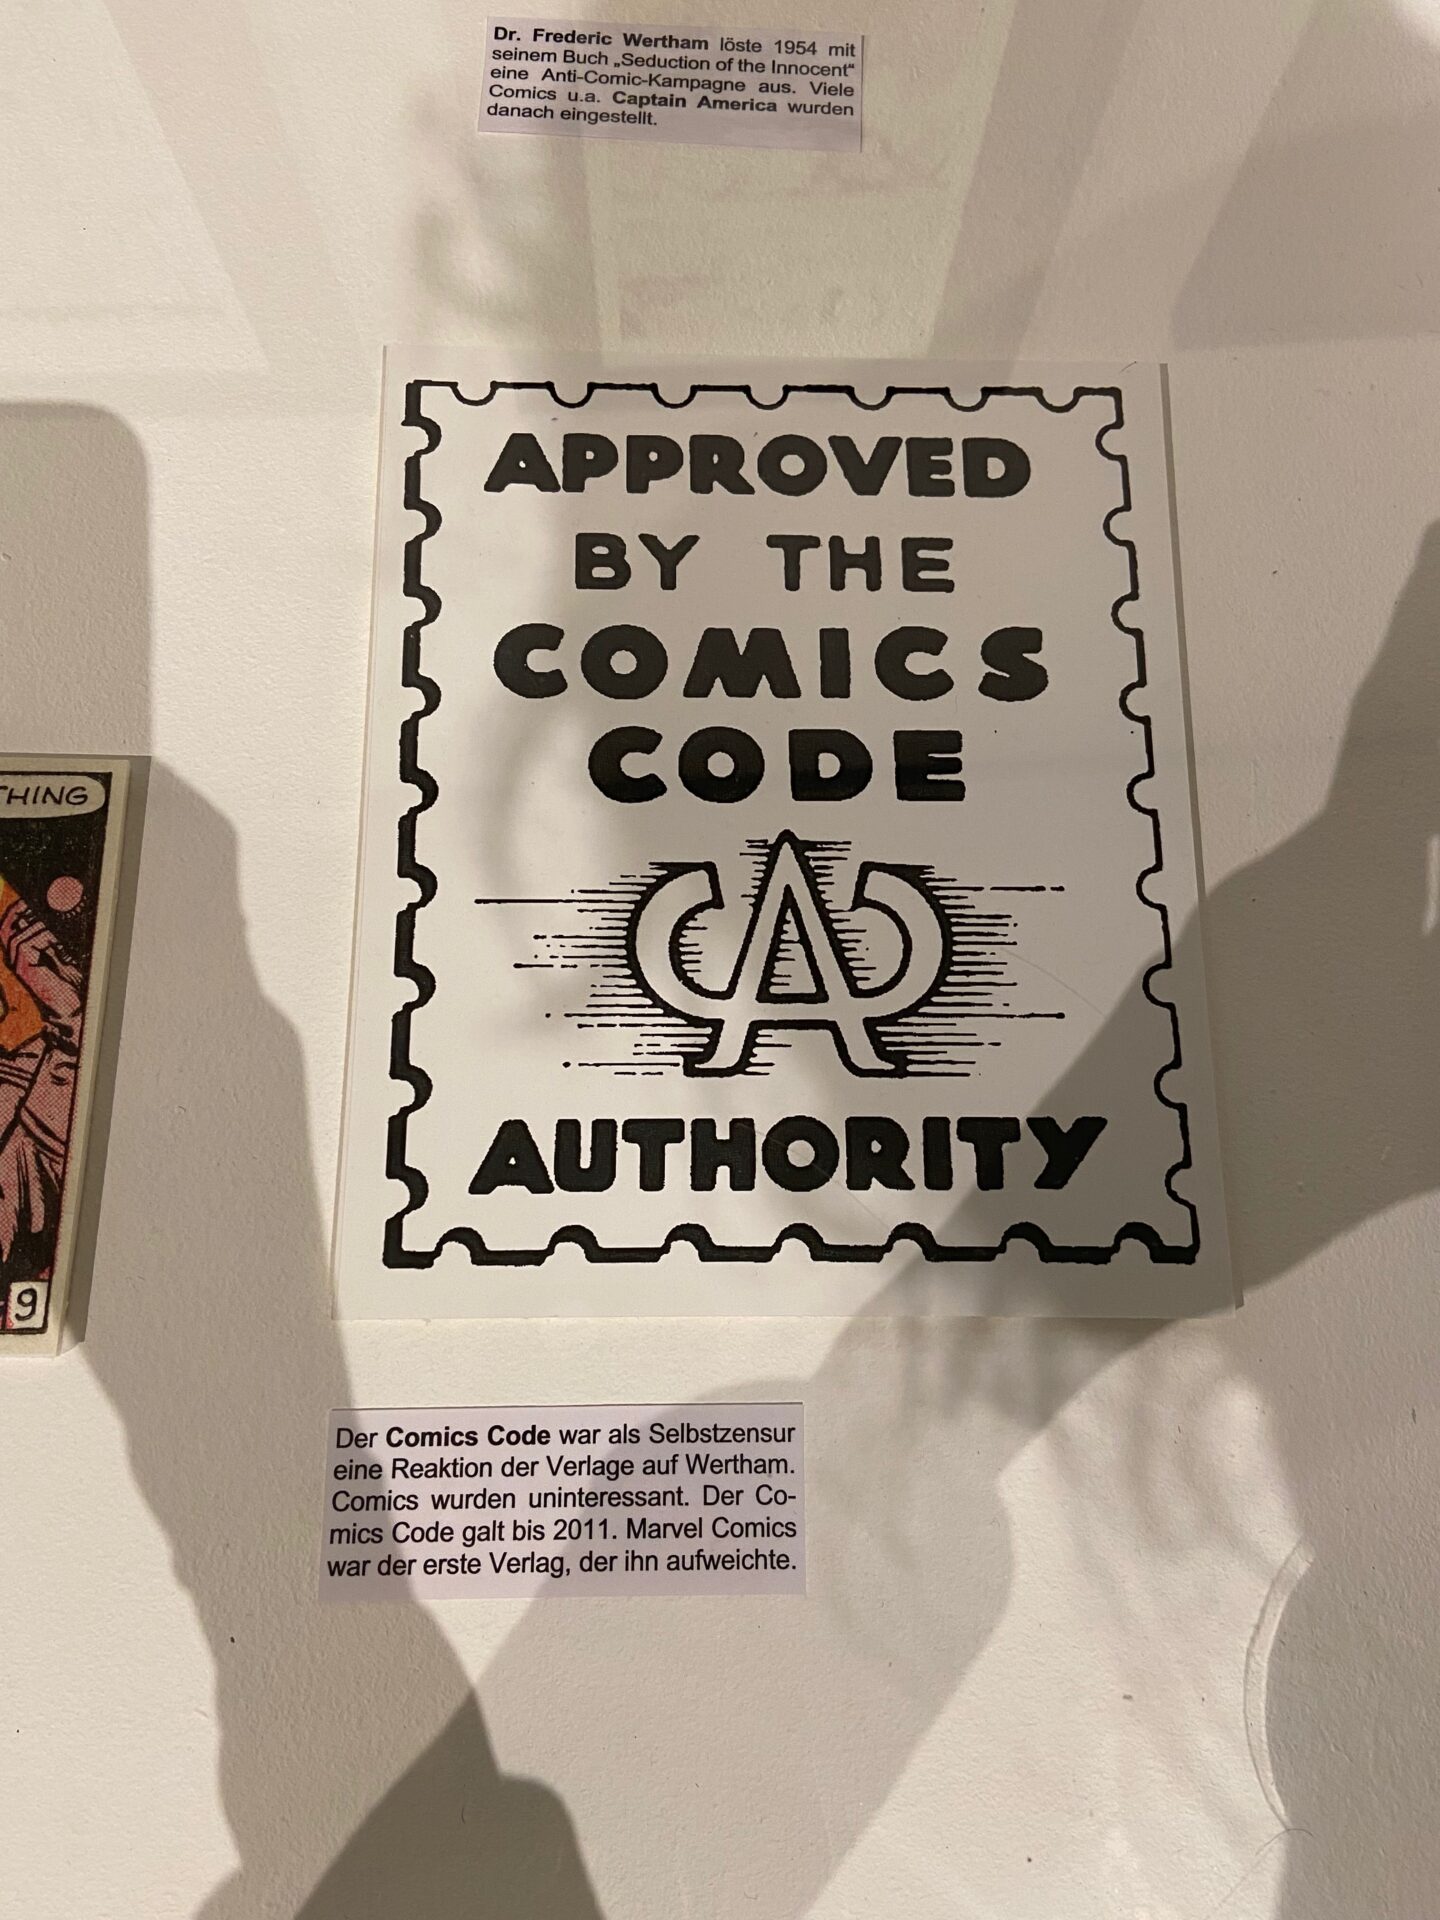 Dr. Frederic Wertham löste 1954 mit
seinem Buch „Seduction of the Innocent“
eine Anti-Comic-Kampagne aus. Viele
Comics u.a. Captain America wurden
danach eingestellt.
APPROVED
BY THE
COMICS
CODE
CA
AUTHORITY
THING
9
Der Comics Code war als Selbstzensur
eine Reaktion der Verlage auf Wertham.
Comics wurden uninteressant. Der Co-
mics Code galt bis 2011. Marvel Comics
war der erste Verlag, der ihn aufweichte.